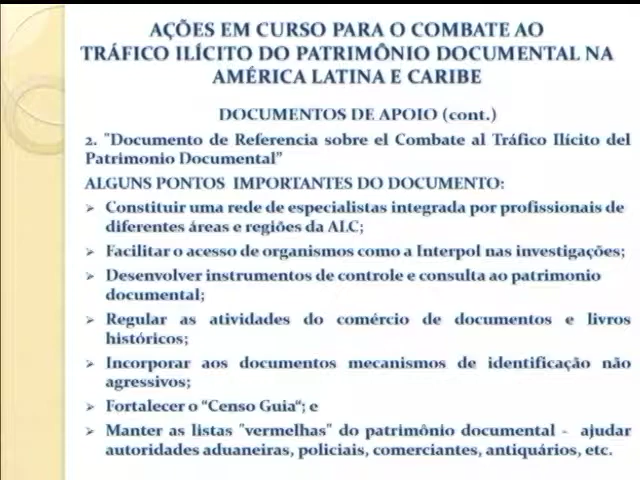 AÇÕES EM CURSO PARA O COMBATE AO
TRÁFICO ILÍCITO DO PATRIMÔNIO DOCUMENTAL NA
AMÉRICA LATINA E CARIBE
DOCUMENTOS DE APOIO (cont.)
2. "Documento de Referencia sobre el Combate al Tráfico Ilícito del
Patrimonio Documental"
ALGUNS PONTOS IMPORTANTES DO DOCUMENTO:
➢ Constituir uma rede de especialistas integrada por profissionais de
diferentes áreas e regiões da ALC;
➢ Facilitar o acesso de organismos como a Interpol nas investigações;
➢ Desenvolver instrumentos de controle e consulta ao patrimonio
documental;
➢ Regular as atividades do comércio de documentos e livros
históricos;
➢ Incorporar aos documentos mecanismos de identificação não
agressivos;
➢ Fortalecer o “Censo Guia“; e
➢ Manter as listas "vermelhas" do patrimônio documental - ajudar
autoridades aduaneiras, policiais, comerciantes, antiquários, etc.